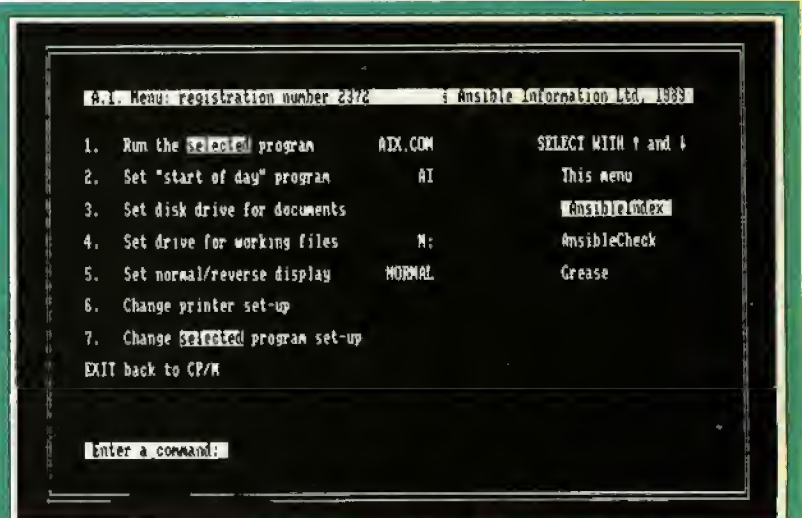 A.I. Menu: registration number 2372 : Ansible Information Ltd, 1989
1. Run the selected program AIX.COM SELECT WITH ↑ and ↓
2. Set "start of day" program AI This menu
3. Set disk drive for documents AnsibleIndex
4. Set drive for working files M: AnsibleCheck
5. Set normal/reverse display NORMAL Grease
6. Change printer set-up
7. Change selected program set-up
EXIT back to CP/M
Enter a command: